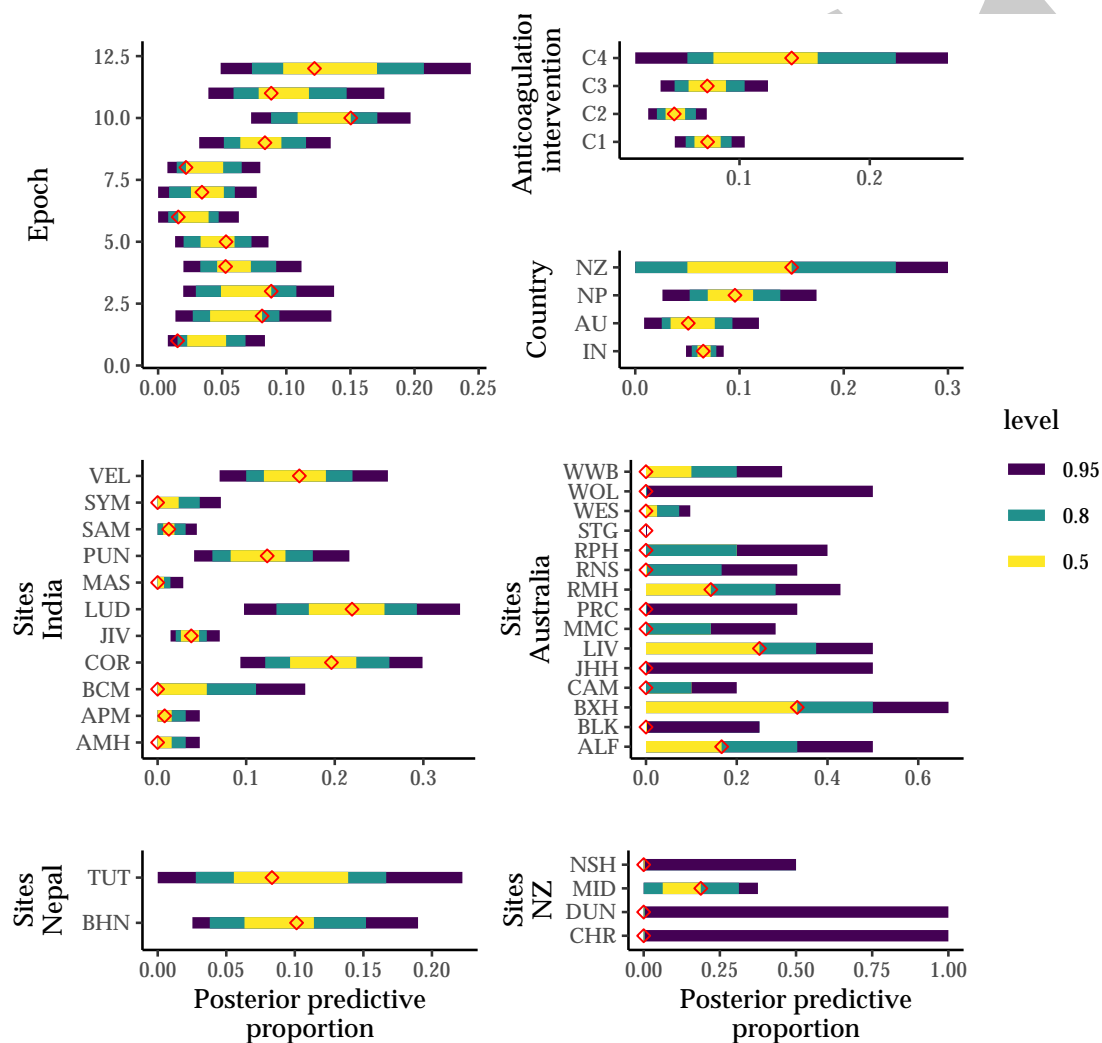 Epoch
12.5
10.0
7.5
5.0
2.5
0.0
0.00 0.05 0.10 0.15 0.20 0.25
Anticoagulation
intervention
C4
C3
C2
C1
0.1 0.2
Country
NZ
NP
AU
IN
0.0 0.1 0.2 0.3
Sites
India
VEL
SYM
SAM
PUN
MAS
LUD
JIV
COR
BCM
APM
AMH
0.0 0.1 0.2 0.3
Sites
Australia
WWB
WOL
WES
STG
RPH
RNS
RMH
PRC
MMC
LIV
JHH
CAM
BXH
BLK
ALF
0.0 0.2 0.4 0.6
level
0.95
0.8
0.5
Sites
Nepal
TUT
BHN
0.00 0.05 0.10 0.15 0.20
Posterior predictive
proportion
Sites
NZ
NSH
MID
DUN
CHR
0.00 0.25 0.50 0.75 1.00
Posterior predictive
proportion